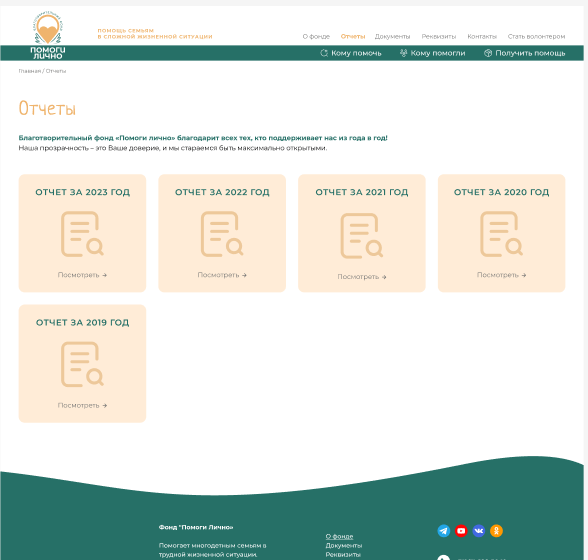 ПОМОЩЬ СЕМЬЯМ
В СЛОЖНОЙ ЖИЗНЕННОЙ СИТУАЦИИ
О фонде Отчеты Документы Реквизиты Контакты Стать волонтером
ПОМОГИ
ЛИЧНО
Кому помочь Кому помогли Получить помощь
Главная / Отчеты
Отчеты
Благотворительный фонд «Помоги лично» благодарит всех тех, кто поддерживает нас из года в год!
Наша прозрачность – это Ваше доверие, и мы стараемся быть максимально открытыми.
ОТЧЕТ ЗА 2023 ГОД
Посмотреть →
ОТЧЕТ ЗА 2022 ГОД
Посмотреть →
ОТЧЕТ ЗА 2021 ГОД
Посмотреть →
ОТЧЕТ ЗА 2020 ГОД
Посмотреть →
ОТЧЕТ ЗА 2019 ГОД
Посмотреть →
Фонд "Помоги Лично"
Помогает многодетным семьям в
трудной жизненной ситуации.
О фонде
Документы
Реквизиты